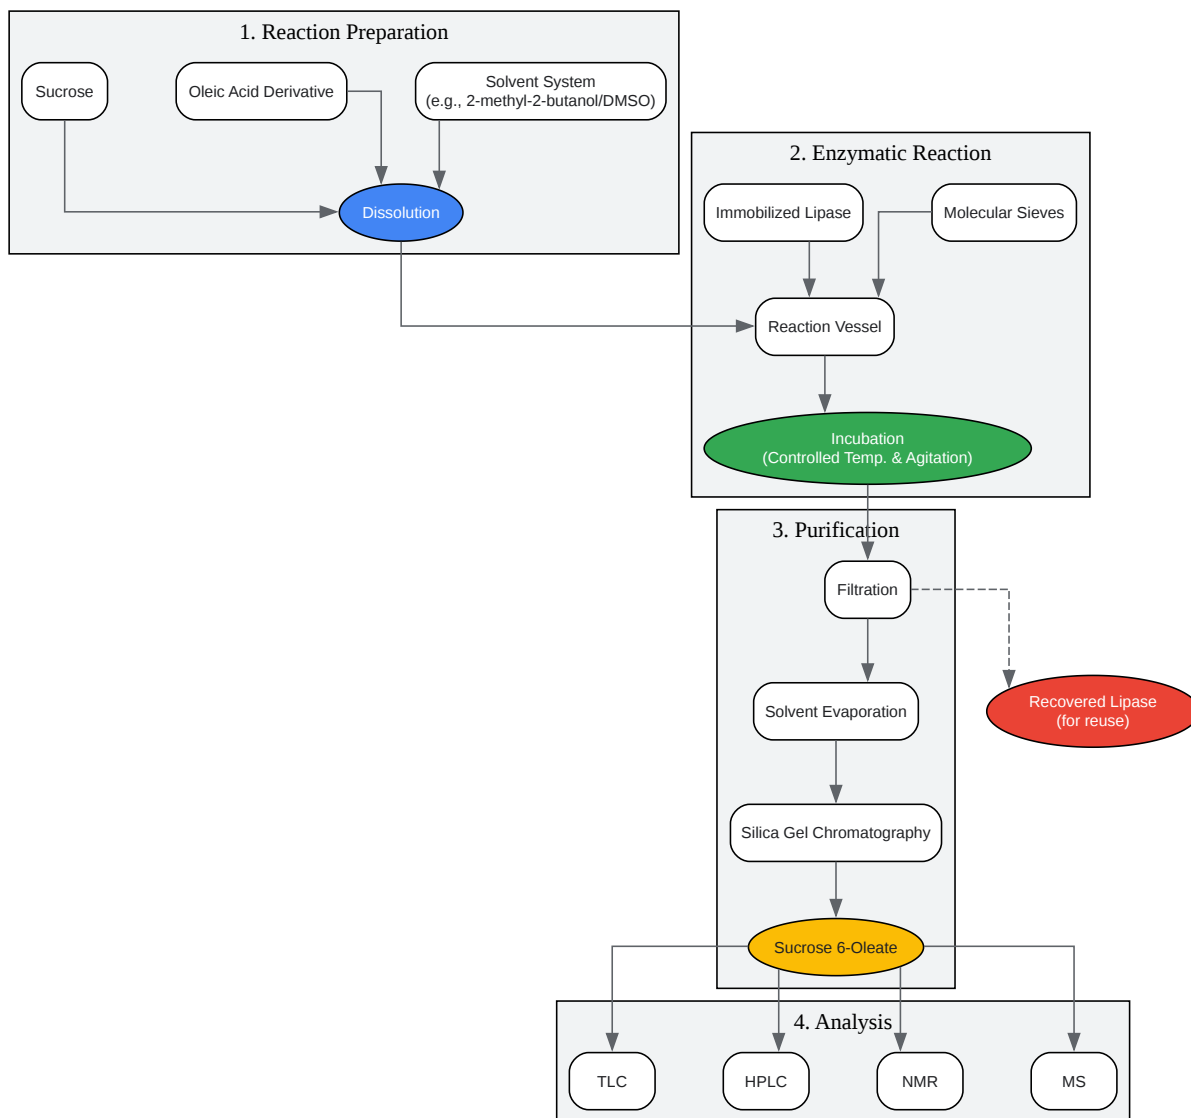 1. Reaction Preparation
Sucrose
Oleic Acid Derivative
Solvent System
(e.g., 2-methyl-2-butanol/DMSO)
Dissolution
2. Enzymatic Reaction
Immobilized Lipase
Molecular Sieves
Reaction Vessel
Incubation
(Controlled Temp. & Agitation)
3. Purification
Filtration
Solvent Evaporation
Recovered Lipase
(for reuse)
Silica Gel Chromatography
Sucrose 6-Oleate
4. Analysis
TLC
HPLC
NMR
MS